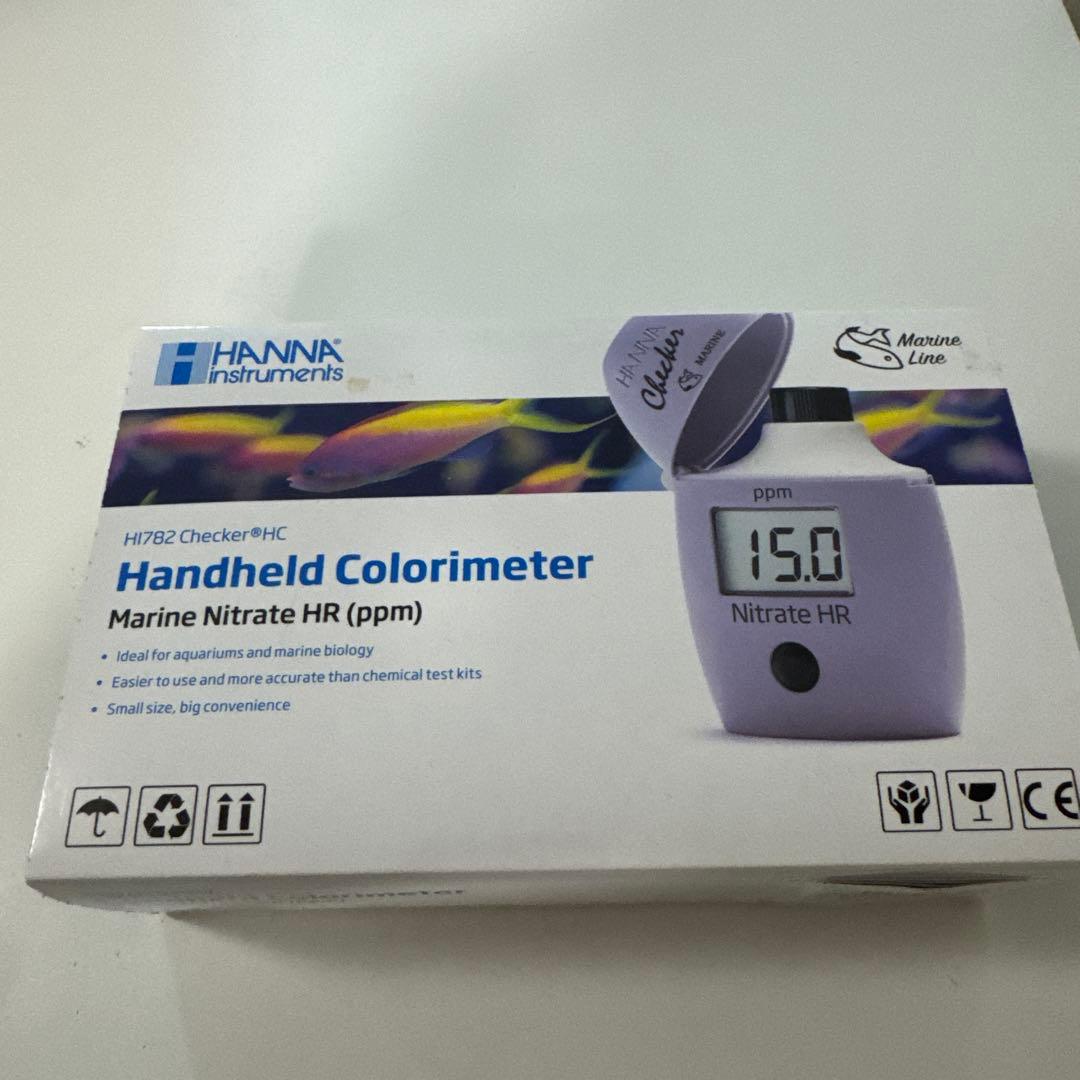 HANNA®
instruments
HANNA
Checker
MARINE
Marine
Line
HI782 Checker®HC
Handheld Colorimeter
Marine Nitrate HR (ppm)
• Ideal for aquariums and marine biology
• Easier to use and more accurate than chemical test kits
• Small size, big convenience
ppm
15.0
Nitrate HR
CE
Colorimeter